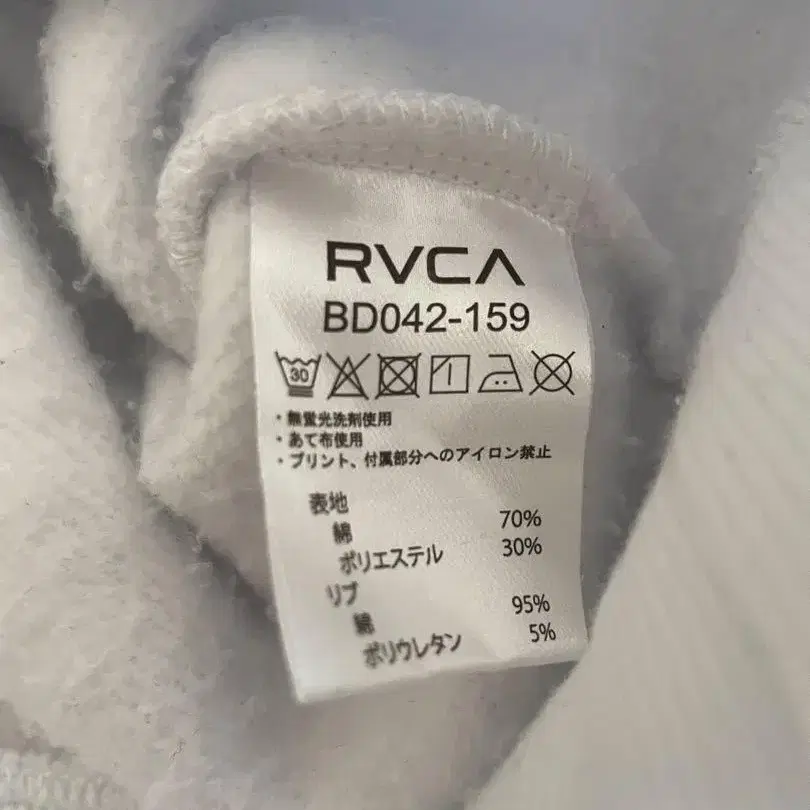 RVCA
BD042-159
30
・無蛍光洗剤使用
・あて布使用
・プリント、付属部分へのアイロン禁止
表地
綿 70%
ポリエステル 30%
リブ
綿 95%
ポリウレタン 5%